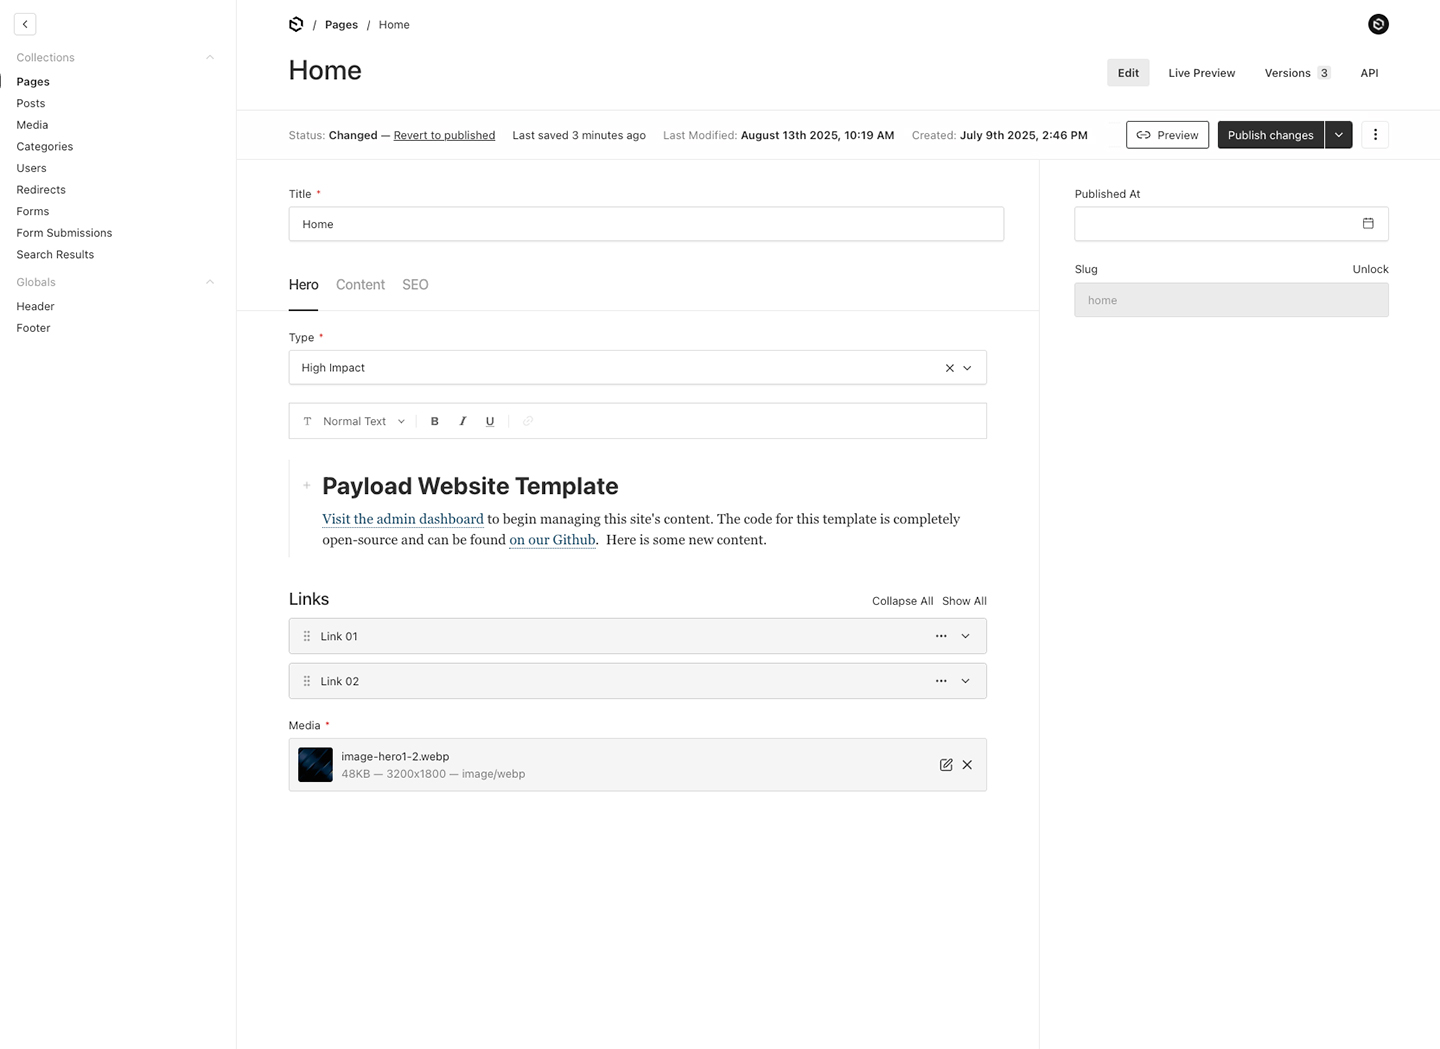 / Pages / Home
Home
Edit Live Preview Versions 3 API
Collections
Pages
Posts
Media
Categories
Users
Redirects
Forms
Form Submissions
Search Results
Globals
Header
Footer
Status: Changed — Revert to published Last saved 3 minutes ago Last Modified: August 13th 2025, 10:19 AM Created: July 9th 2025, 2:46 PM Preview Publish changes
Title *
Home
Hero Content SEO
Type *
High Impact
T Normal Text B I U
Payload Website Template
Visit the admin dashboard to begin managing this site's content. The code for this template is completely
open-source and can be found on our Github.  Here is some new content.
Links Collapse All Show All
Link 01
Link 02
Media *
image-hero1-2.webp
48KB — 3200x1800 — image/webp
Published At
Slug Unlock
home